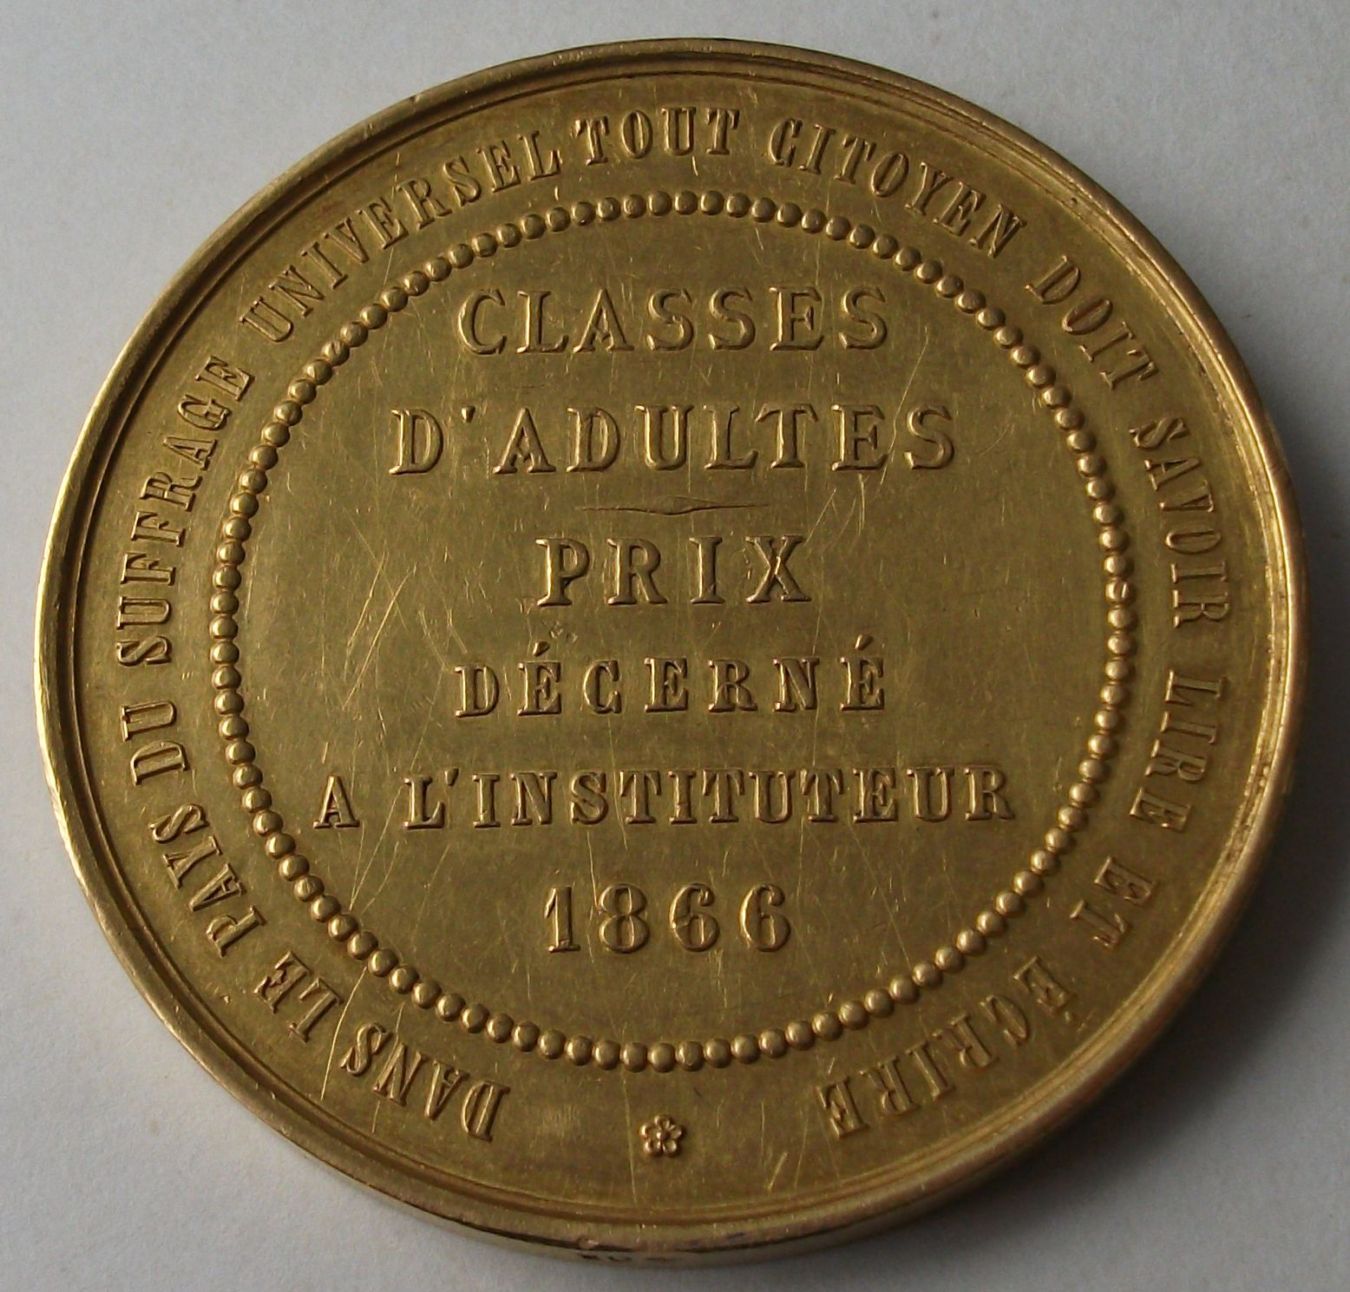 DANS LE PAYS DU SUFFRAGE UNIVERSEL TOUT CITOYEN DOIT SAVOIR LIRE ET ÉCRIRE
CLASSES
D'ADULTES
PRIX
DÉCERNÉ
A L'INSTITUTEUR
1866